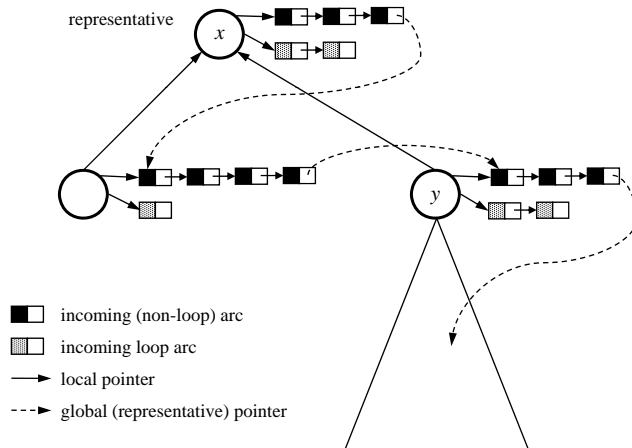 representative
x
y
incoming (non-loop) arc
incoming loop arc
local pointer
global (representative) pointer